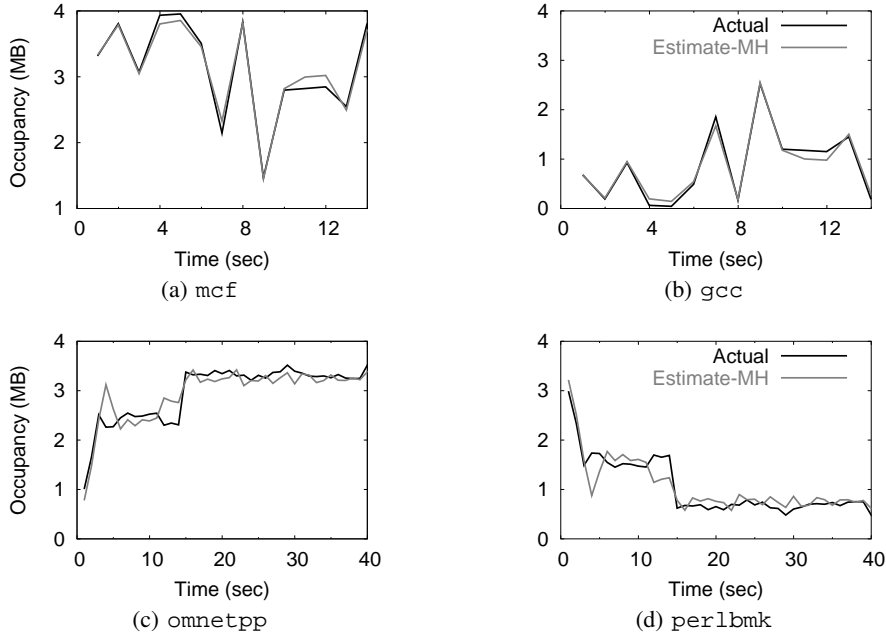 Occupancy (MB)
4
3
2
1
0
4
8
12
Time (sec)
(a) mcf
Actual
Estimate-MH
4
3
2
1
0
0
4
8
12
Time (sec)
(b) gcc
Occupancy (MB)
4
3
2
1
0
0
10
20
30
40
Time (sec)
(c) omnetpp
Actual
Estimate-MH
4
3
2
1
0
0
10
20
30
40
Time (sec)
(d) perlbmk